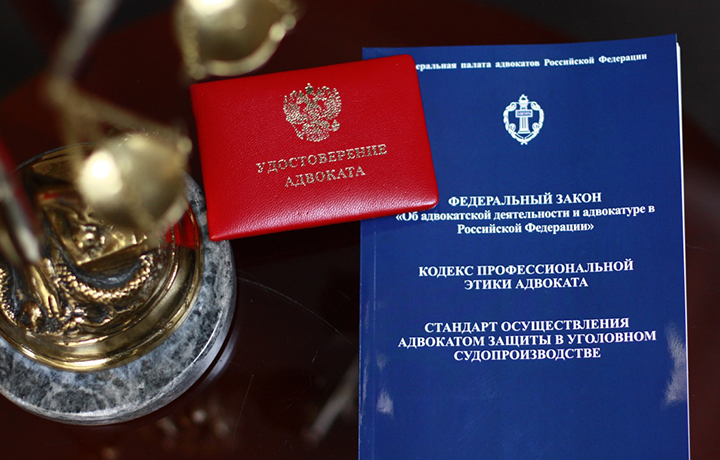 УДОСТОВЕРЕНИЕ
АДВОКАТА
палата адвокатов Российской Федерации
ФЕДЕРАЛЬНЫЙ ЗАКОН
«Об адвокатской деятельности и адвокатуре в
Российской Федерации»
КОДЕКС ПРОФЕССИОНАЛЬНОЙ
ЭТИКИ АДВОКАТА
СТАНДАРТ ОСУЩЕСТВЛЕНИЯ
АДВОКАТОМ ЗАЩИТЫ В УГОЛОВНОМ
СУДОПРОИЗВОДСТВЕ